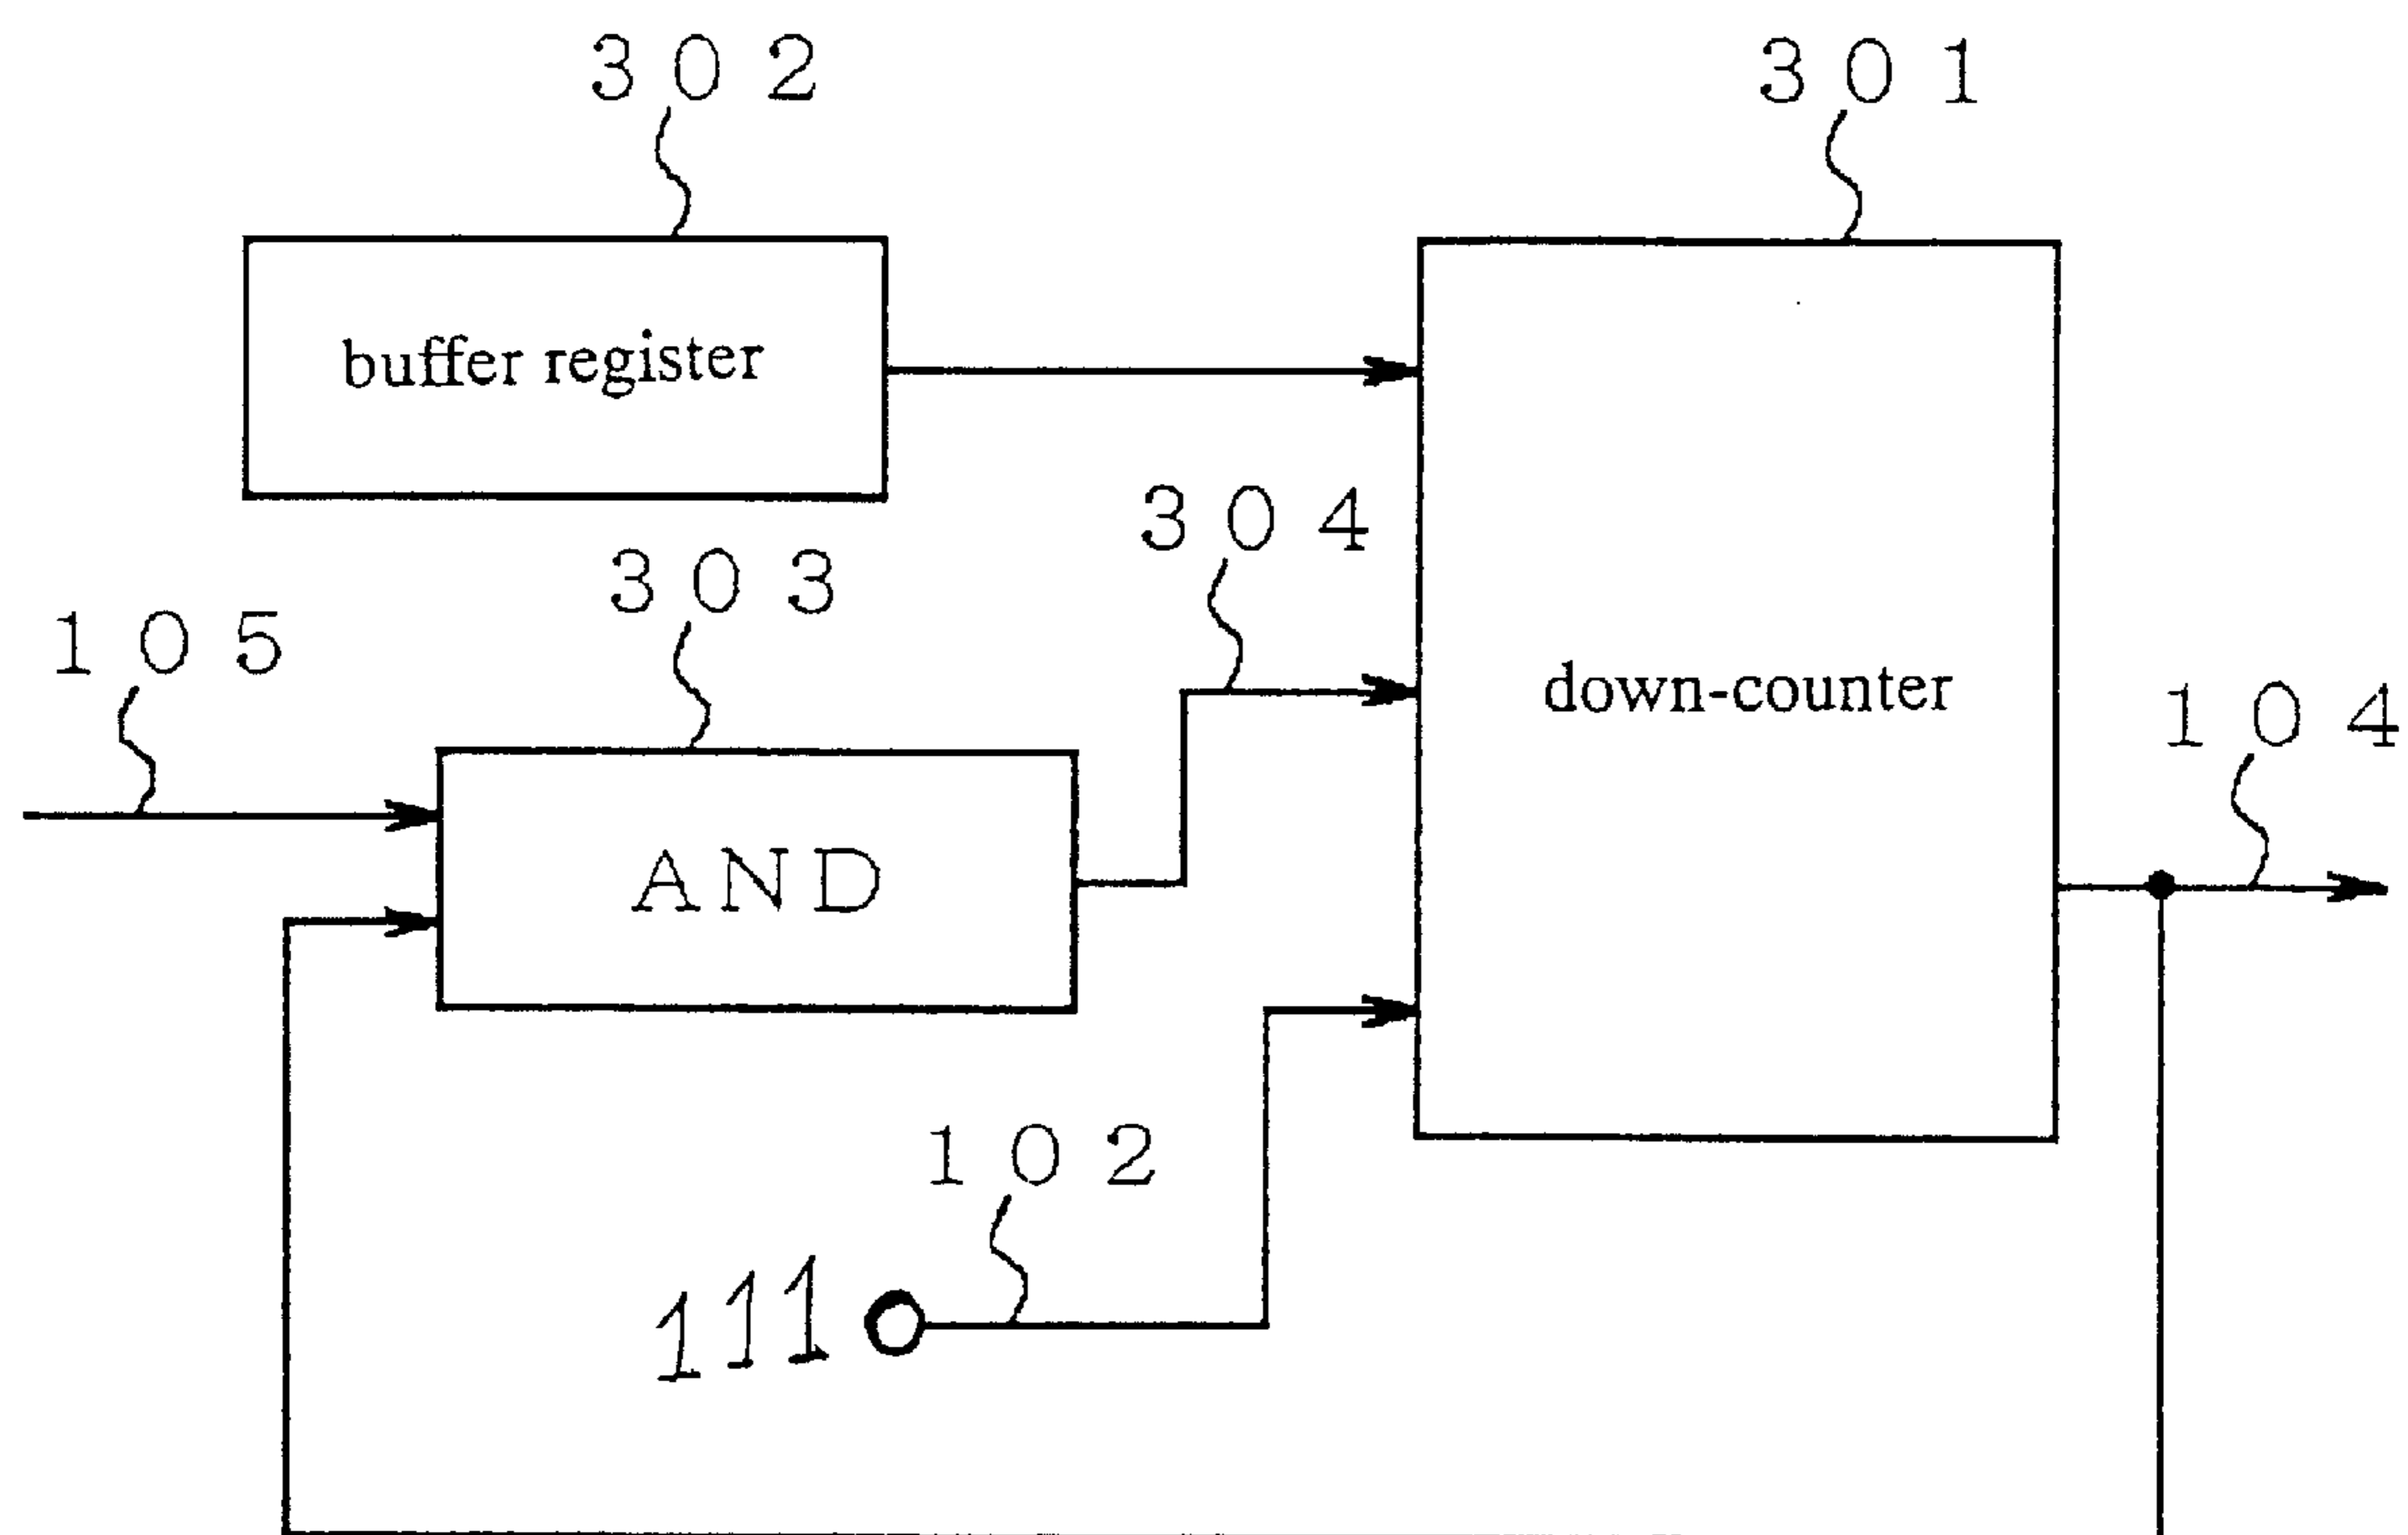 302
301
buffer register
304
303
105
down-counter
104
AND
102
111